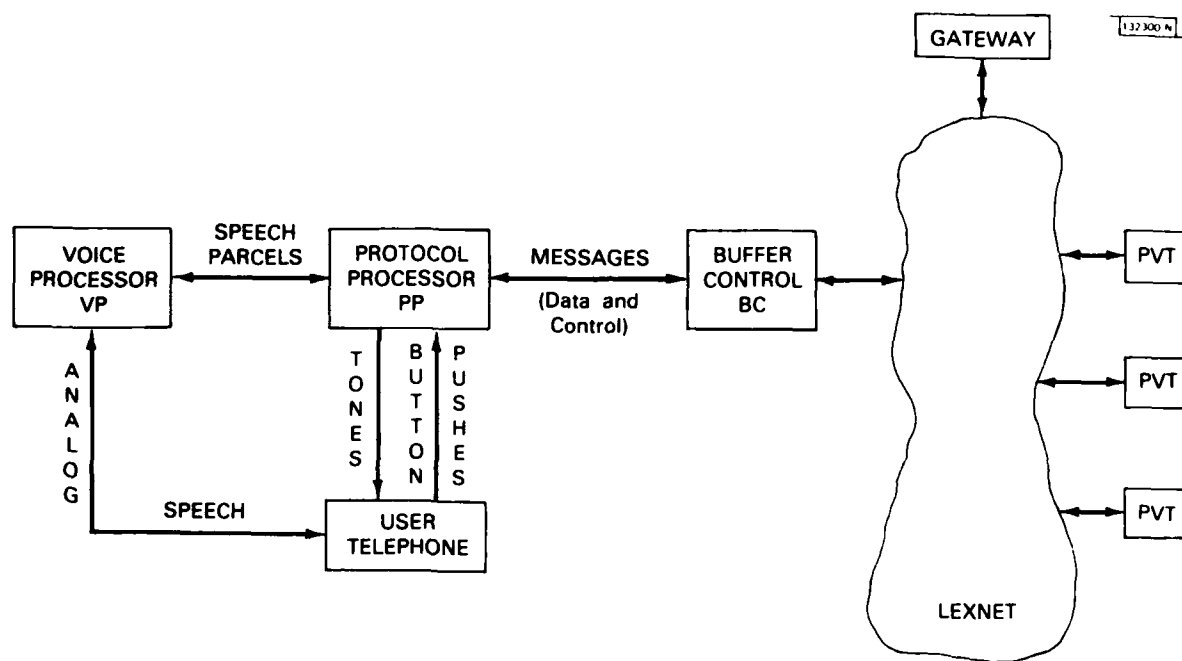 GATEWAY
132300 N
VOICE
PROCESSOR
VP
SPEECH
PARCELS
PROTOCOL
PROCESSOR
PP
MESSAGES
(Data and
Control)
BUFFER
CONTROL
BC
PVT
PVT
PVT
ANALOG
SPEECH
TONES
BUTTON
PUSHES
USER
TELEPHONE
LEXNET